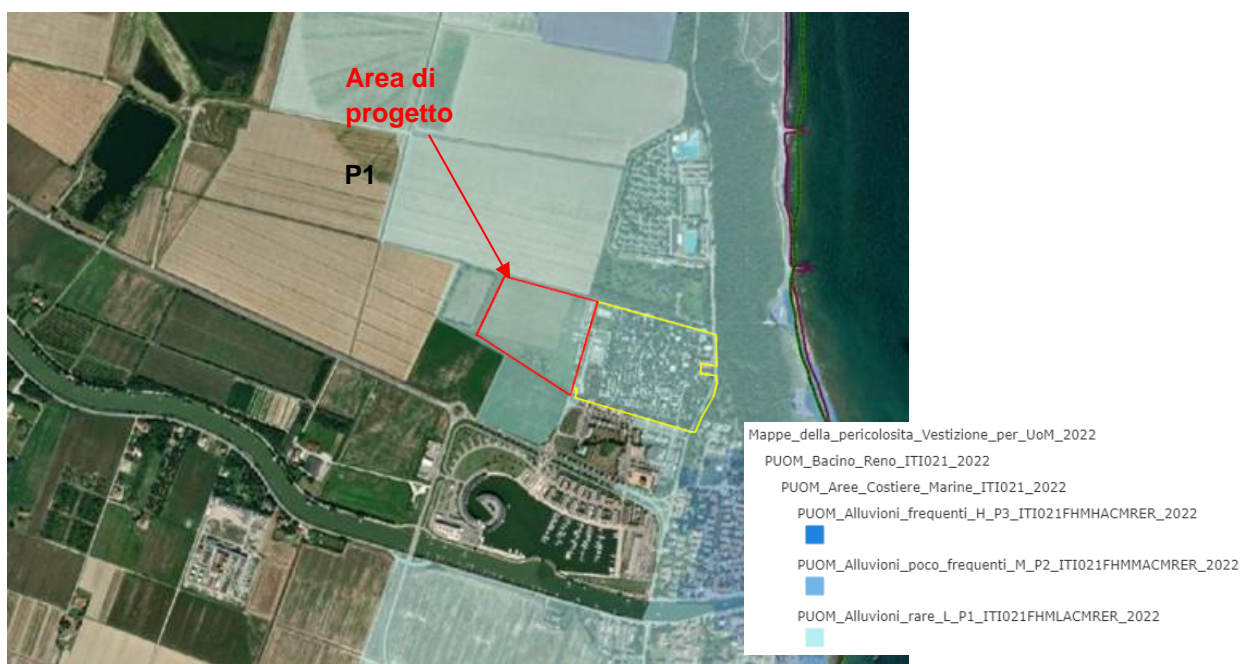 Area di
progetto
P1
Mappe_della_pericolosita_Vestizione_per_UoM_2022
PUOM_Bacino_Reno_ITI021_2022
PUOM_Aree_Costiere_Marine_ITI021_2022
PUOM_Alluvioni_frequenti_H_P3_ITI021FHMHACMRER_2022
PUOM_Alluvioni_poco_frequenti_M_P2_ITI021FHMMACMRER_2022
PUOM_Alluvioni_rare_L_P1_ITI021FHMLACMRER_2022